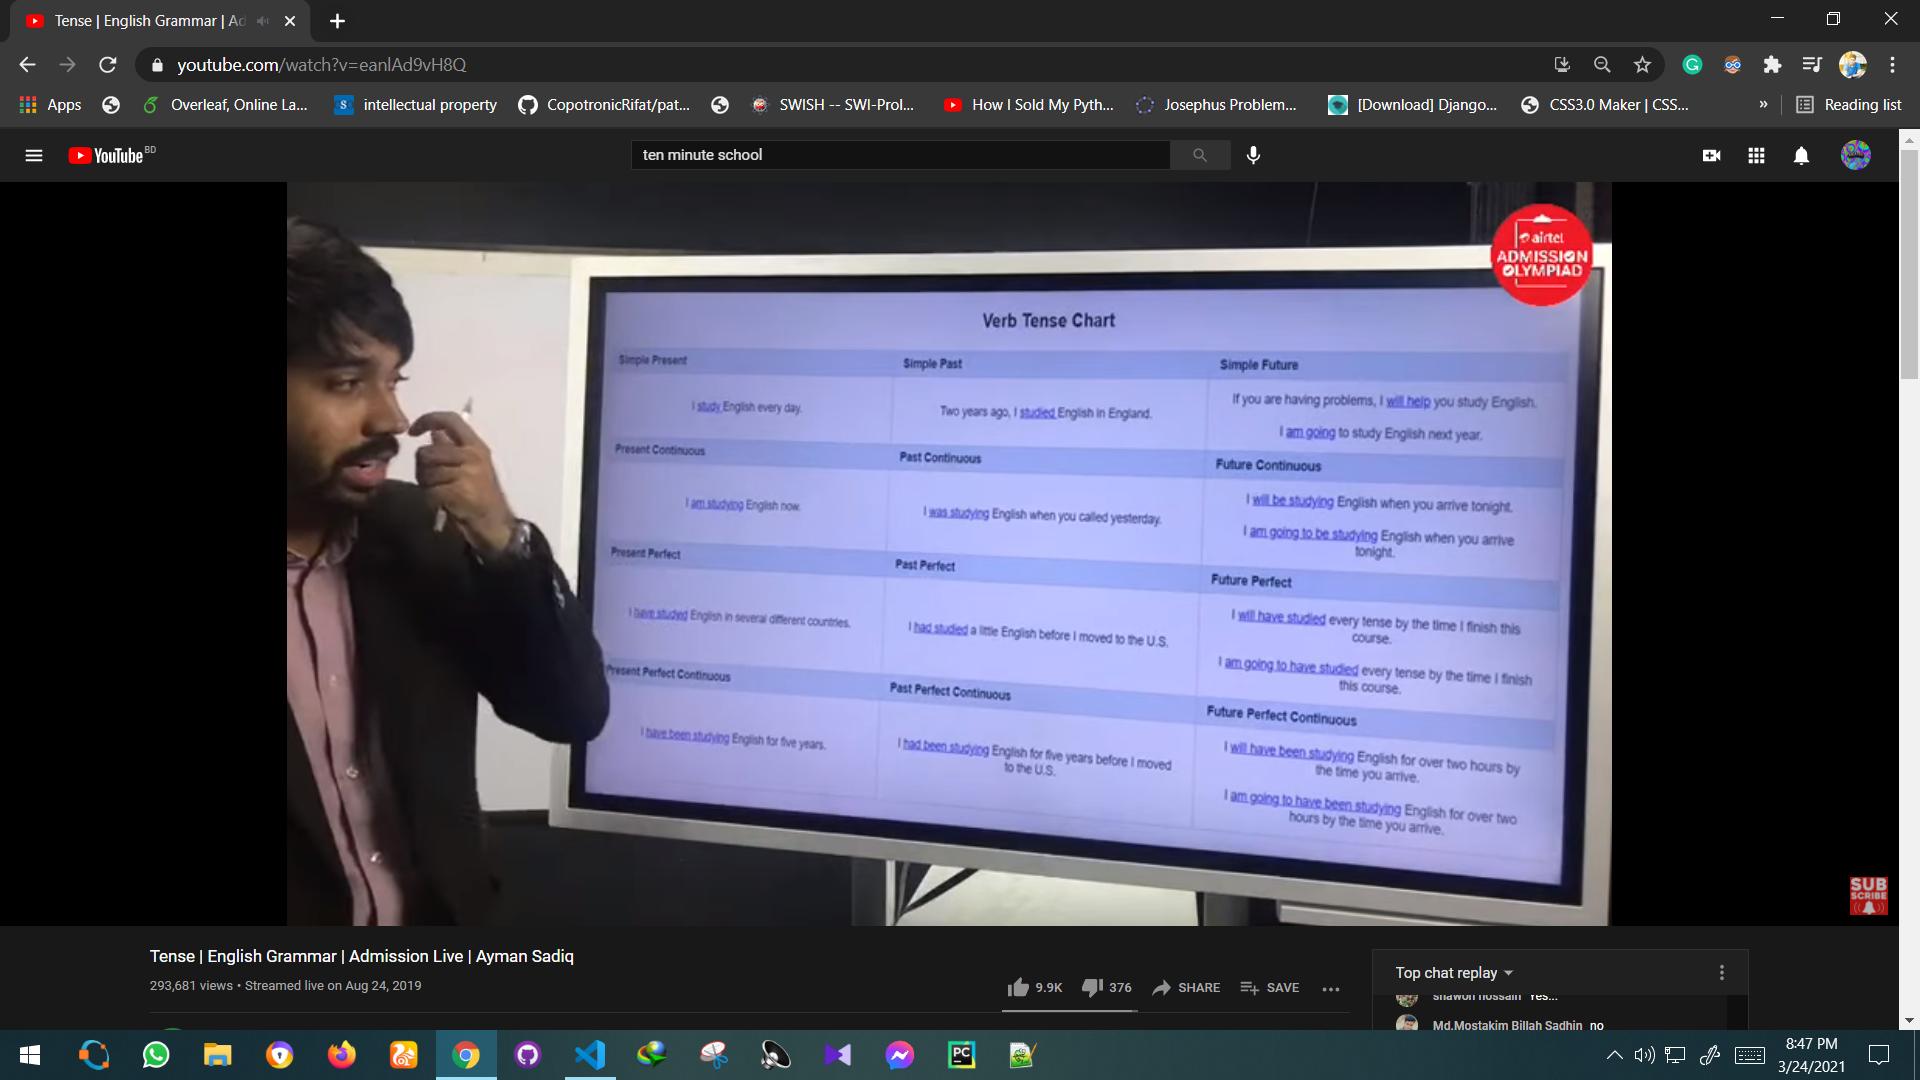 Tense | English Grammar | Ad
youtube.com/watch?v=eanlAd9vH8Q
Apps
Overleaf, Online La...
intellectual property
CopotronicRifat/pat...
SWISH -- SWI-Prol...
How I Sold My Pyth...
Josephus Problem...
[Download] Django...
CSS3.0 Maker | CSS...
»
Reading list
YouTube BD
ten minute school
airtel
ADMISSION
OLYMPIAD
Verb Tense Chart
Simple Present
Simple Past
Simple Future
I study English every day.
Two years ago, I studied English in England.
If you are having problems, I will help you study English.
I am going to study English next year.
Present Continuous
Past Continuous
Future Continuous
I am studying English now.
I was studying English when you called yesterday.
I will be studying English when you arrive tonight.
I am going to be studying English when you arrive
tonight.
Present Perfect
Past Perfect
Future Perfect
I have studied English in several different countries.
I had studied a little English before I moved to the U.S.
I will have studied every tense by the time I finish this
course.
I am going to have studied every tense by the time I finish
this course.
Present Perfect Continuous
Past Perfect Continuous
Future Perfect Continuous
I have been studying English for five years.
I had been studying English for five years before I moved
to the U.S.
I will have been studying English for over two hours by
the time you arrive.
I am going to have been studying English for over two
hours by the time you arrive.
SUB
SCRIBE
Tense | English Grammar | Admission Live | Ayman Sadiq
293,681 views • Streamed live on Aug 24, 2019
9.9K
376
SHARE
SAVE
Top chat replay
shawon hossain Yes...
Md.Mostakim Billah Sadhin no
PC
8:47 PM
3/24/2021